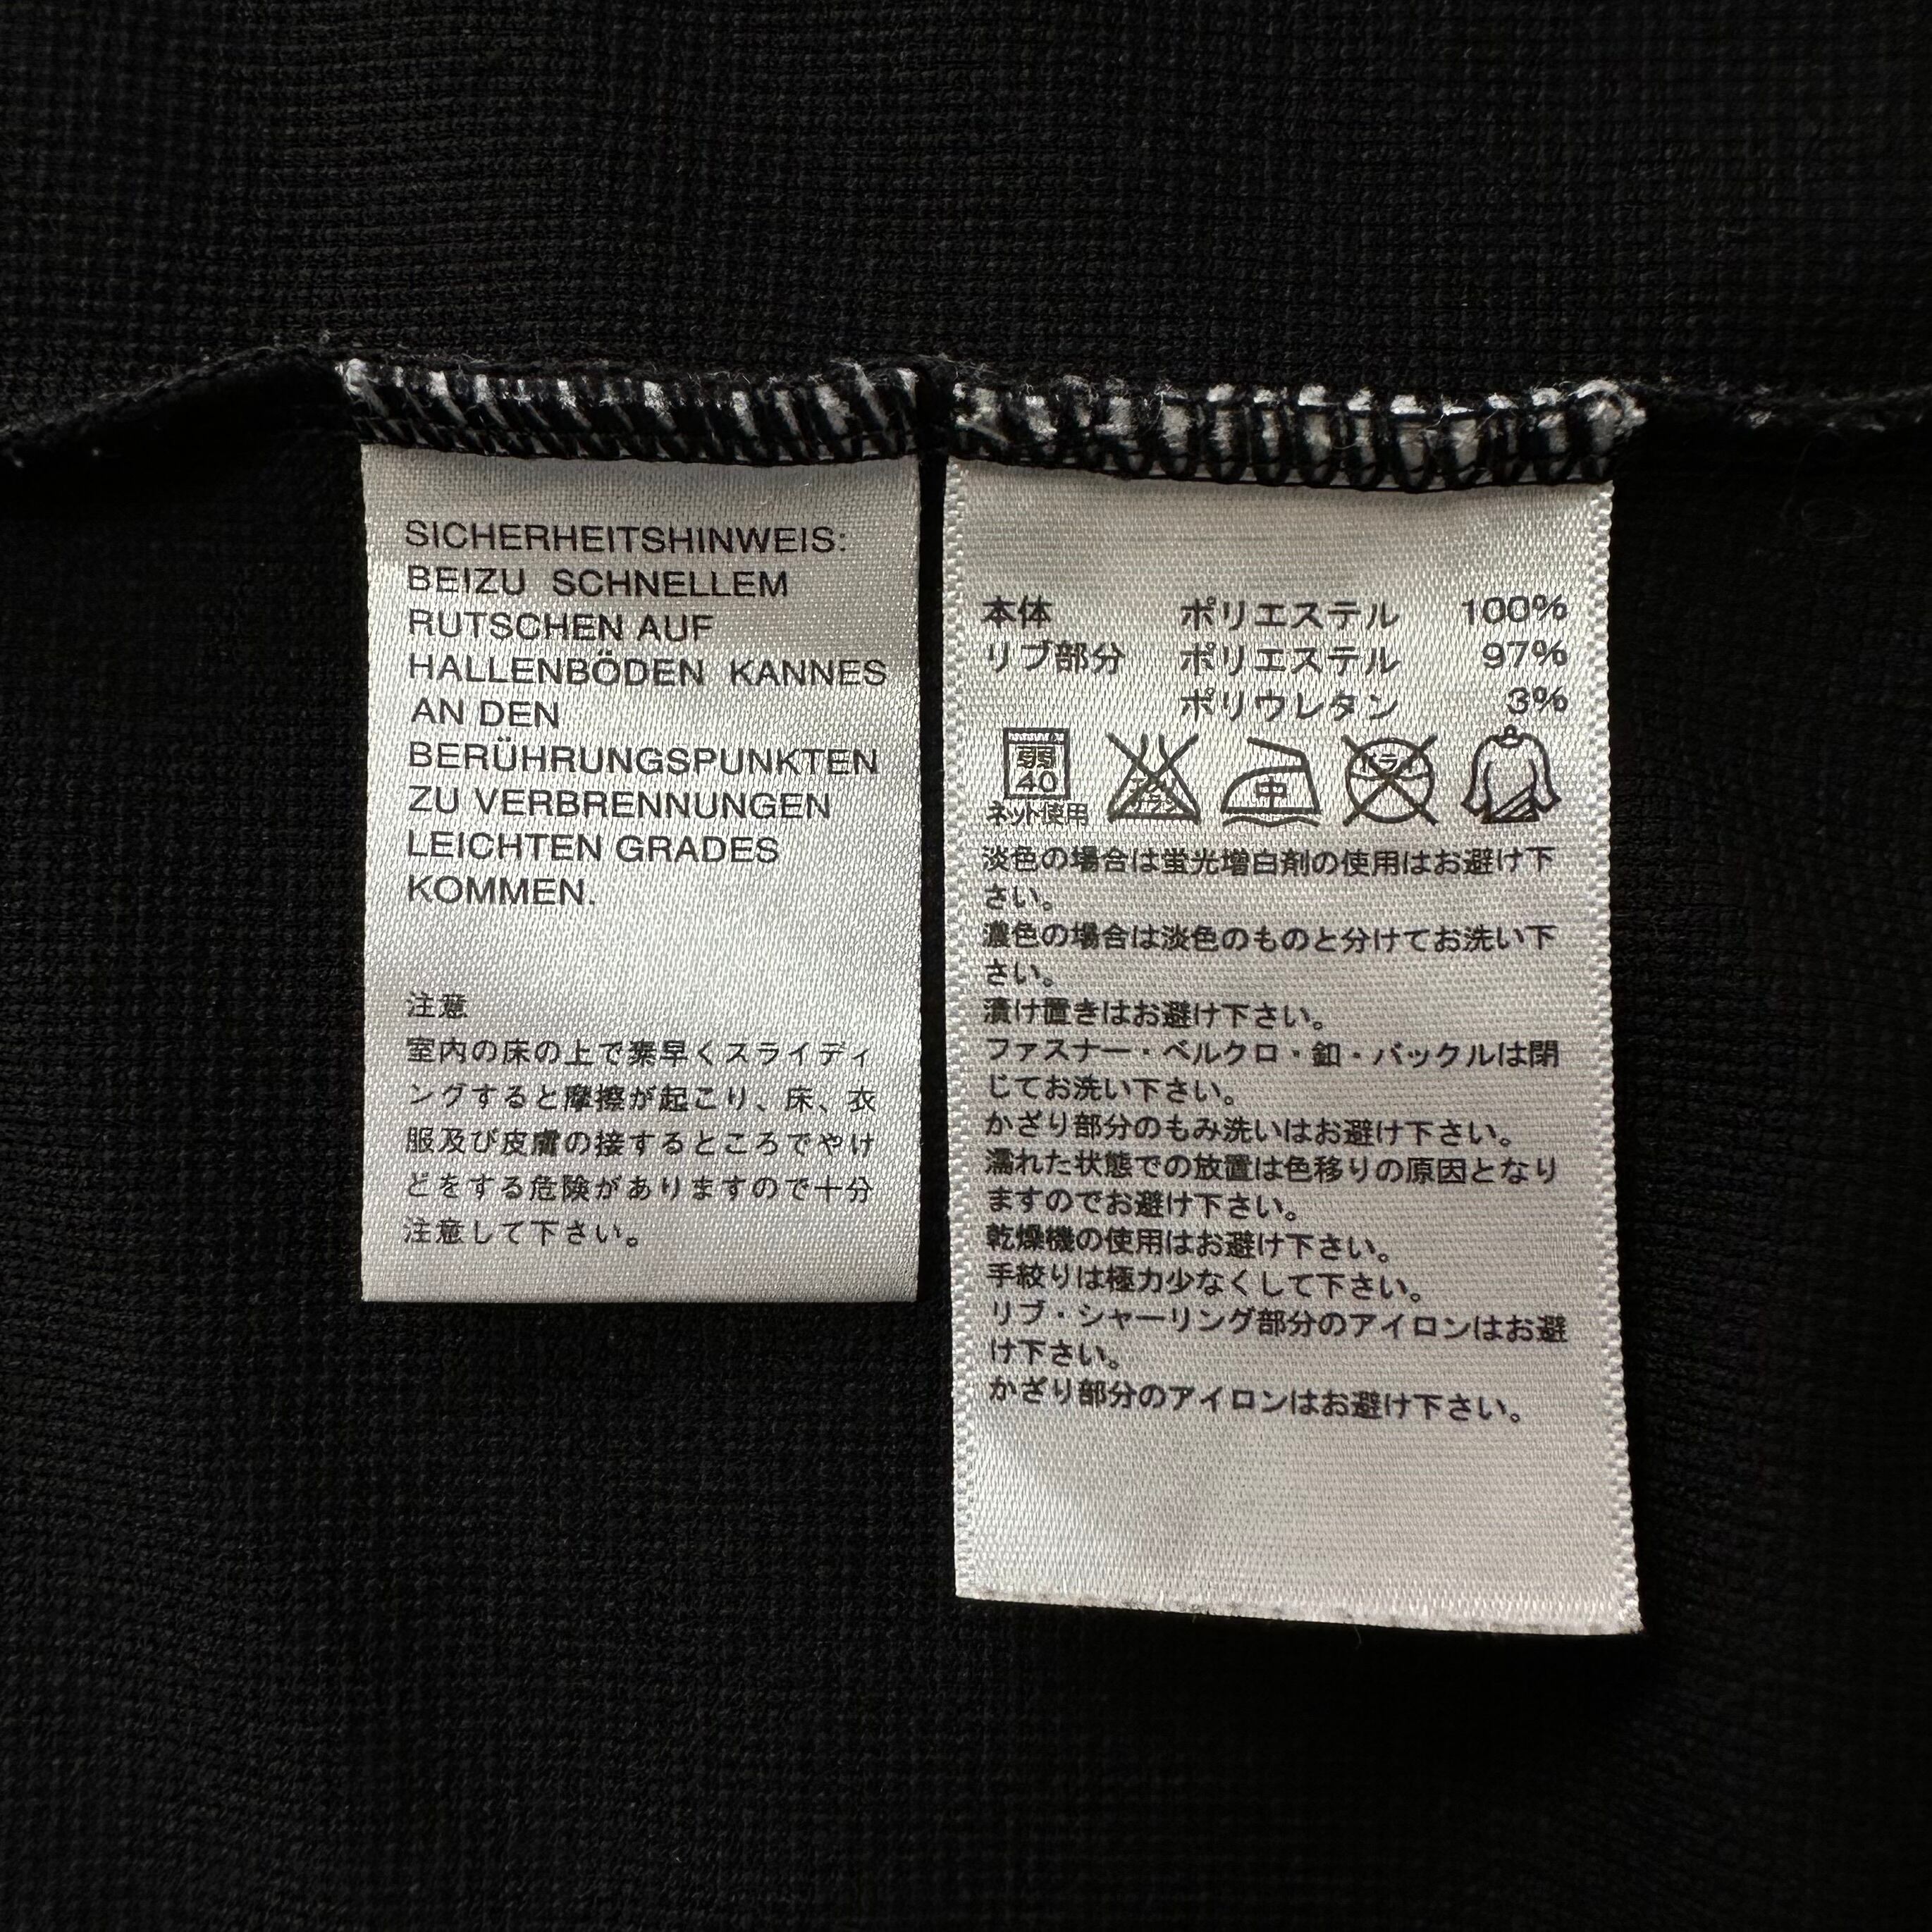 SICHERHEITSHINWEIS:
BEIZU SCHNELLEM
RUTSCHEN AUF
HALLENBÖDEN KANNES
AN DEN
BERÜHRUNGSPUNKTEN
ZU VERBRENNUNGEN
LEICHTEN GRADES
KOMMEN.
注意
室内の床の上で素早くスライディ
ングすると摩擦が起こり、床、衣
服及び皮膚の接するところでやけ
どをする危険がありますので十分
注意して下さい。
本体 ポリエステル 100%
リブ部分 ポリエステル 97%
ポリウレタン 3%
弱
40
中
ドライ
ネット使用
淡色の場合は蛍光増白剤の使用はお避け下
さい。
濃色の場合は淡色のものと分けてお洗い下
さい。
漬け置きはお避け下さい。
ファスナー・ベルクロ・釦・バックルは閉
じてお洗い下さい。
かざり部分のもみ洗いはお避け下さい。
濡れた状態での放置は色移りの原因となり
ますのでお避け下さい。
乾燥機の使用はお避け下さい。
手絞りは極力少なくして下さい。
リブ・シャーリング部分のアイロンはお避
け下さい。
かざり部分のアイロンはお避け下さい。